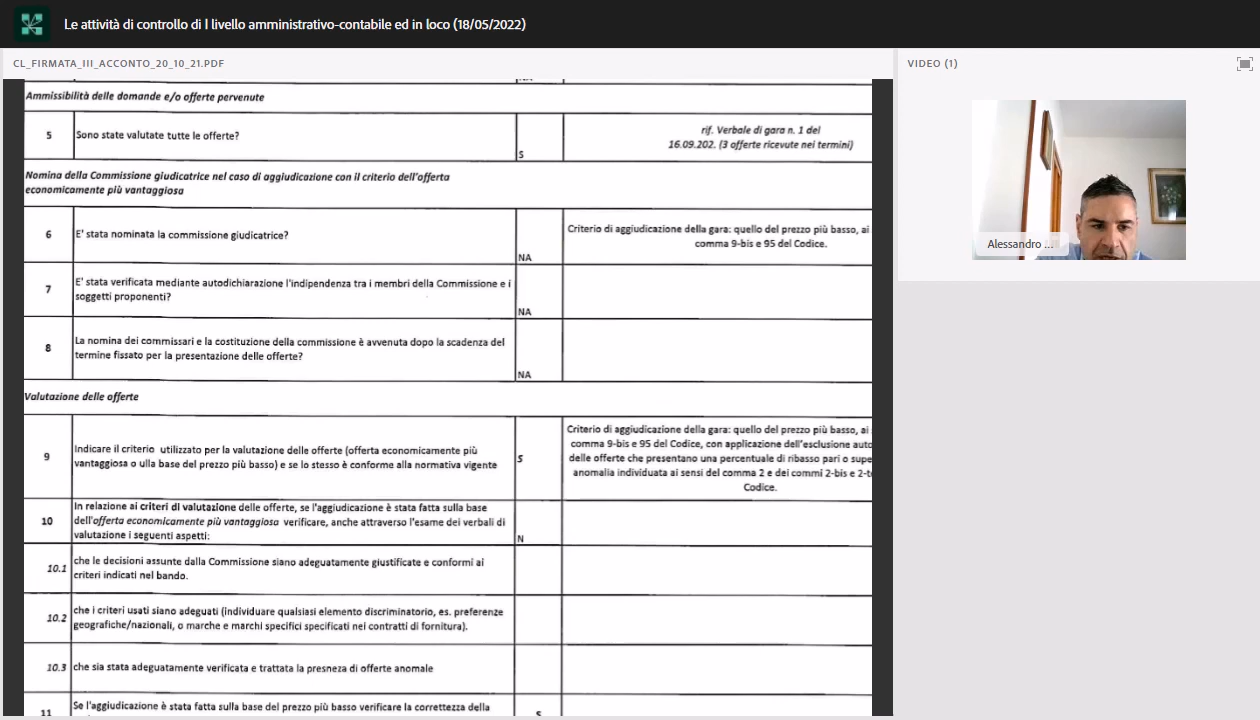 Le attività di controllo di I livello amministrativo-contabile ed in loco (18/05/2022)
CL_FIRMATA_III_ACCONTO_20_10_21.PDF
VIDEO (1)
Ammissibilità delle domande e/o offerte pervenute
5
Sono state valutate tutte le offerte?
S
rif. Verbale di gara n. 1 del
16.09.202. (3 offerte ricevute nei termini)
Nomina della Commissione giudicatrice nel caso di aggiudicazione con il criterio dell'offerta
economicamente più vantaggiosa
6
E' stata nominata la commissione giudicatrice?
NA
Criterio di aggiudicazione della gara: quello del prezzo più basso, ai
comma 9-bis e 95 del Codice.
7
E' stata verificata mediante autodichiarazione l'indipendenza tra i membri della Commissione e i
soggetti proponenti?
NA
8
La nomina dei commissari e la costituzione della commissione è avvenuta dopo la scadenza del
termine fissato per la presentazione delle offerte?
NA
Valutazione delle offerte
9
Indicare il criterio utilizzato per la valutazione delle offerte (offerta economicamente più
vantaggiosa o ulla base del prezzo più basso) e se lo stesso è conforme alla normativa vigente
S
Criterio di aggiudicazione della gara: quello del prezzo più basso, ai
comma 9-bis e 95 del Codice, con applicazione dell'esclusione auto
delle offerte che presentano una percentuale di ribasso pari o supe
anomalia individuata ai sensi del comma 2 e dei commi 2-bis e 2-t
Codice.
10
In relazione ai criteri di valutazione delle offerte, se l'aggiudicazione è stata fatta sulla base
dell'offerta economicamente più vantaggiosa verificare, anche attraverso l'esame dei verbali di
valutazione i seguenti aspetti:
N
10.1
che le decisioni assunte dalla Commissione siano adeguatamente giustificate e conformi ai
criteri indicati nel bando.
10.2
che i criteri usati siano adeguati (individuare qualsiasi elemento discriminatorio, es. preferenze
geografiche/nazionali, o marche e marchi specifici specificati nei contratti di fornitura).
10.3
che sia stata adeguatamente verificata e trattata la presneza di offerte anomale
11
Se l'aggiudicazione è stata fatta sulla base del prezzo più basso verificare la correttezza della
S
Alessandro ...